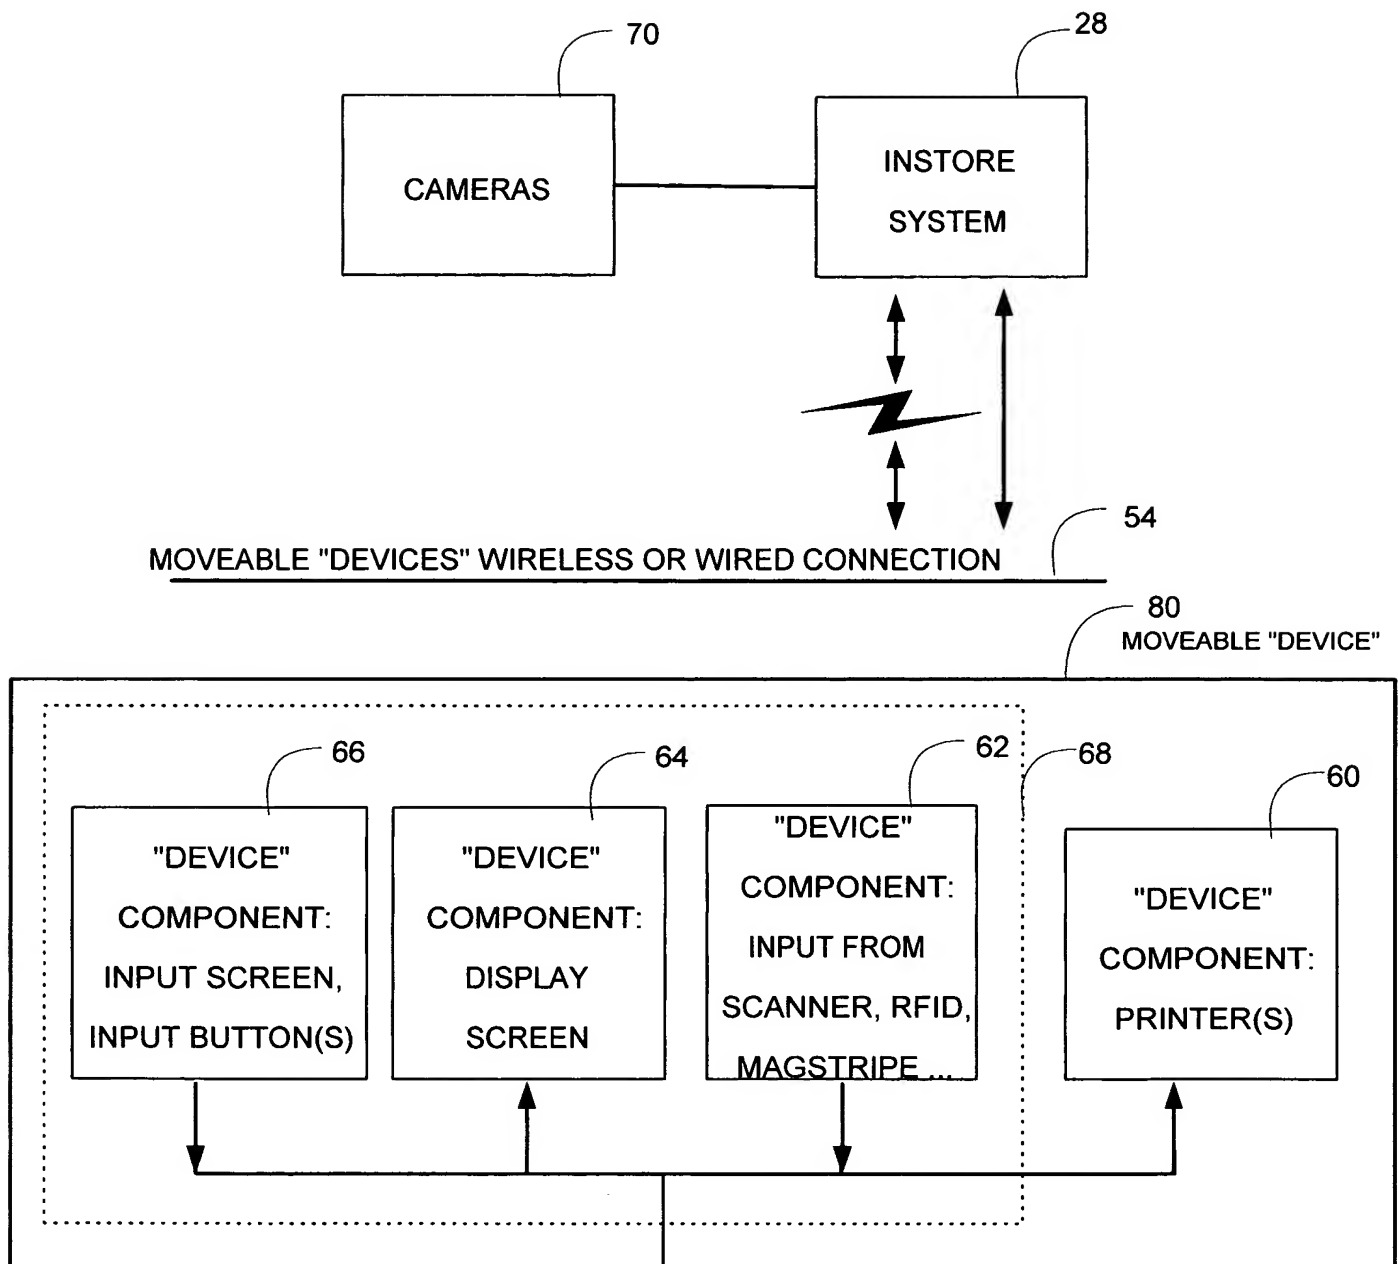 70
28
CAMERAS
INSTORE
SYSTEM
54
MOVEABLE "DEVICES" WIRELESS OR WIRED CONNECTION
80
MOVEABLE "DEVICE"
66
64
62
68
60
"DEVICE"
COMPONENT:
INPUT SCREEN,
INPUT BUTTON(S)
"DEVICE"
COMPONENT:
DISPLAY
SCREEN
"DEVICE"
COMPONENT:
INPUT FROM
SCANNER, RFID,
MAGSTRIPE ...
"DEVICE"
COMPONENT:
PRINTER(S)